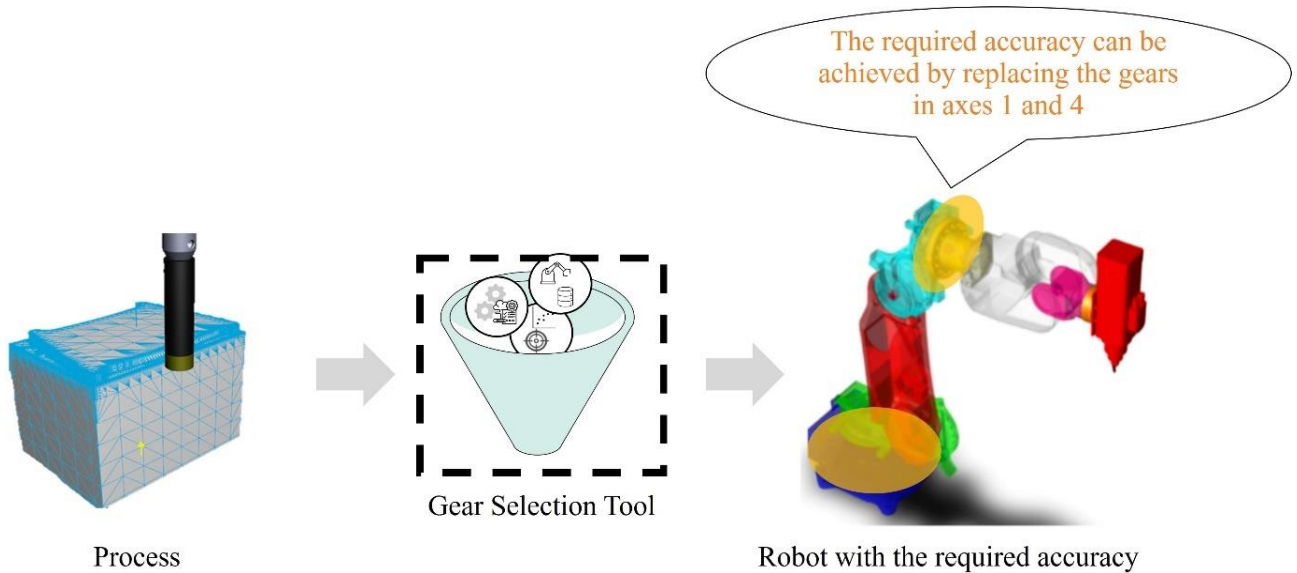 The required accuracy can be
achieved by replacing the gears
in axes 1 and 4
Gear Selection Tool
Process
Robot with the required accuracy